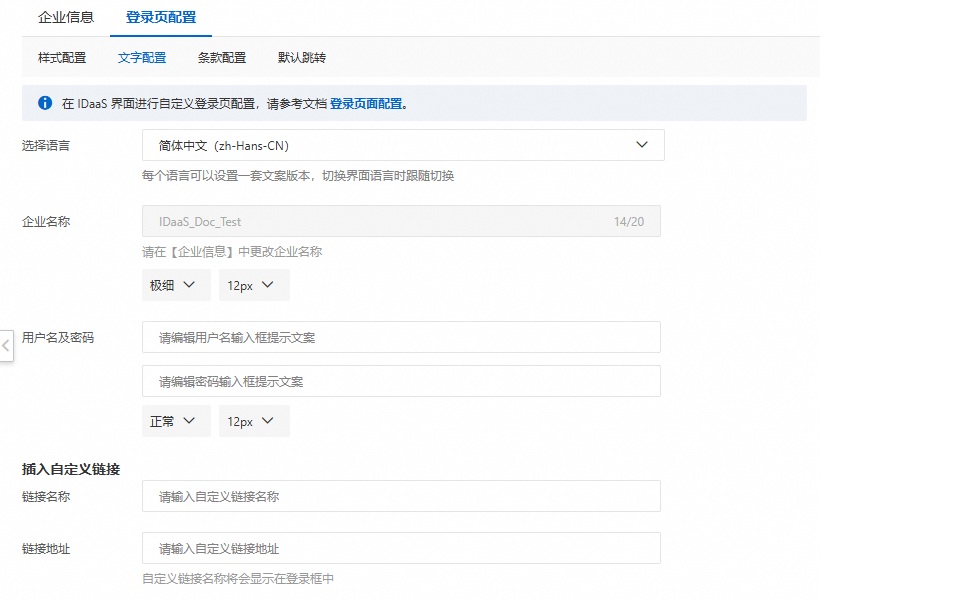 企业信息 登录页配置
样式配置 文字配置 条款配置 默认跳转
在 IDaaS 界面进行自定义登录页配置，请参考文档 登录页面配置。
选择语言 简体中文（zh-Hans-CN）
每个语言可以设置一套文案版本，切换界面语言时跟随切换
企业名称 IDaaS_Doc_Test 14/20
请在【企业信息】中更改企业名称
极细 12px
用户名及密码 请编辑用户名输入框提示文案
请编辑密码输入框提示文案
正常 12px
插入自定义链接
链接名称 请输入自定义链接名称
链接地址 请输入自定义链接地址
自定义链接名称将会显示在登录框中